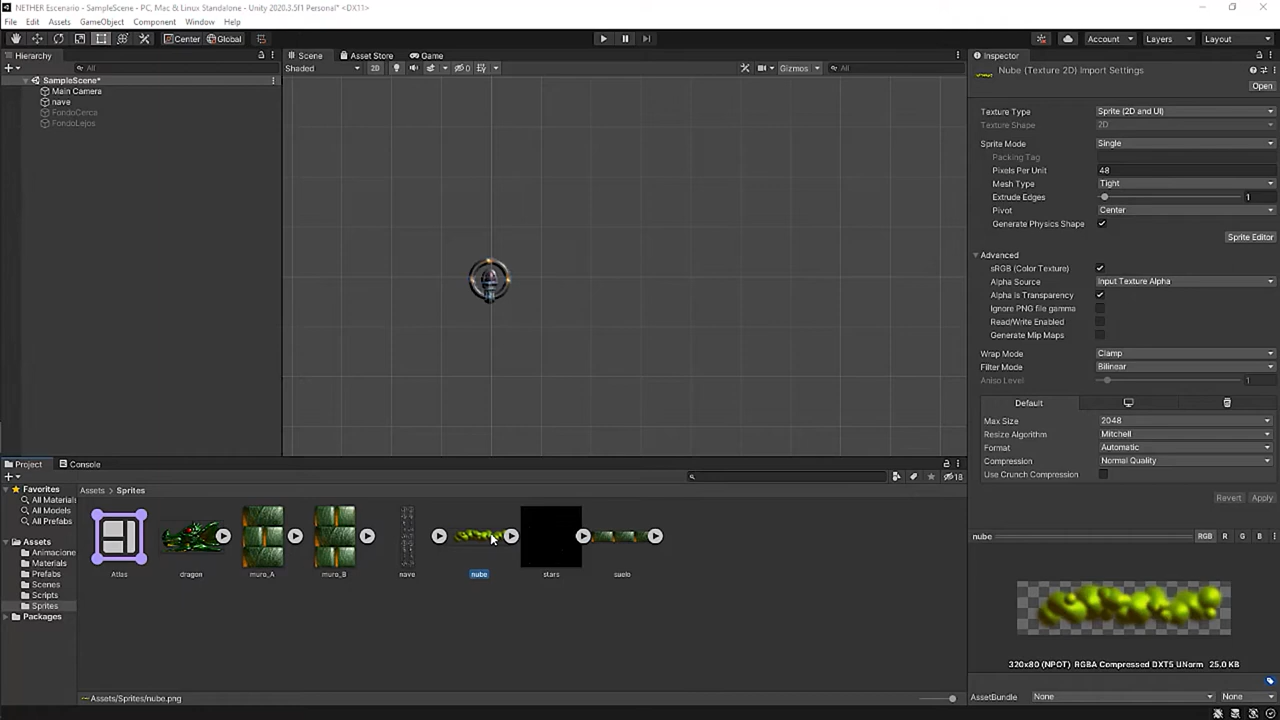 NETHER Escenario - SampleScene - PC, Mac & Linux Standalone - Unity 2020.3.5f1 Personal* <DX11>
File Edit Assets GameObject Component Window Help
Center Global Account Layers Layout
Hierarchy
All
SampleScene*
Main Camera
nave
FondoCerca
FondoLejos
Scene Asset Store Game
Shaded 2D 0 Gizmos All
Inspector
Nube (Texture 2D) Import Settings
Open
Texture Type Sprite (2D and UI)
Texture Shape 2D
Sprite Mode Single
Packing Tag
Pixels Per Unit 48
Mesh Type Tight
Extrude Edges 1
Pivot Center
Generate Physics Shape
Sprite Editor
Advanced
sRGB (Color Texture)
Alpha Source Input Texture Alpha
Alpha Is Transparency
Ignore PNG file gamma
Read/Write Enabled
Generate Mip Maps
Wrap Mode Clamp
Filter Mode Bilinear
Aniso Level 1
Default
Max Size 2048
Resize Algorithm Mitchell
Format Automatic
Compression Normal Quality
Use Crunch Compression
Revert Apply
Project Console
18
Favorites
All Material
All Models
All Prefabs
Assets
Animacione
Materials
Prefabs
Scenes
Scripts
Sprites
Packages
Assets > Sprites
Atlas dragon muro_A muro_B nave nube stars suelo
Assets/Sprites/nube.png
nube RGB R G B
320x80 (NPOT) RGBA Compressed DXT5 UNorm 25.0 KB
AssetBundle None None